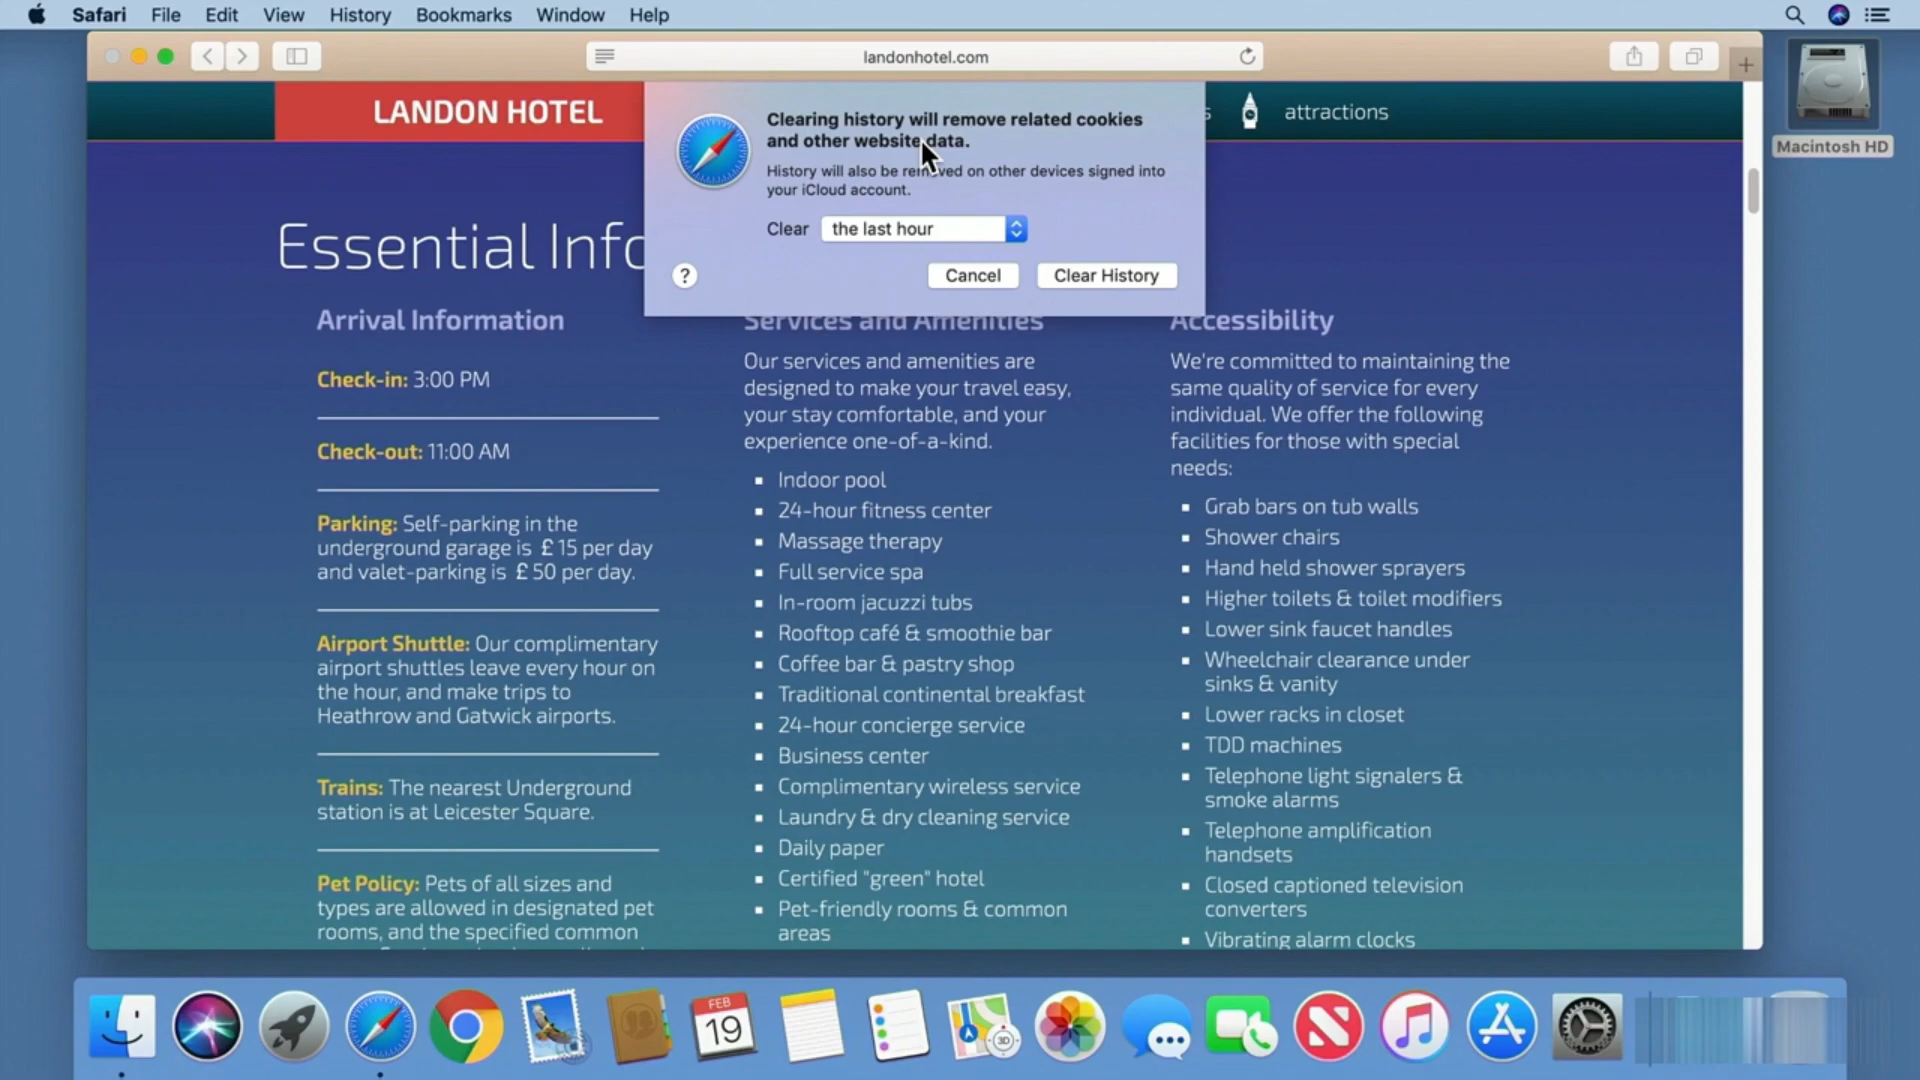 Safari File Edit View History Bookmarks Window Help
landonhotel.com
LANDON HOTEL
attractions
Macintosh HD
Clearing history will remove related cookies
and other website data.
History will also be removed on other devices signed into
your iCloud account.
Clear the last hour
? Cancel Clear History
Essential Info
Arrival Information
Check-in: 3:00 PM
Check-out: 11:00 AM
Parking: Self-parking in the
underground garage is £15 per day
and valet-parking is £50 per day.
Airport Shuttle: Our complimentary
airport shuttles leave every hour on
the hour, and make trips to
Heathrow and Gatwick airports.
Trains: The nearest Underground
station is at Leicester Square.
Pet Policy: Pets of all sizes and
types are allowed in designated pet
rooms, and the specified common
Services and Amenities
Our services and amenities are
designed to make your travel easy,
your stay comfortable, and your
experience one-of-a-kind.
▪ Indoor pool
▪ 24-hour fitness center
▪ Massage therapy
▪ Full service spa
▪ In-room jacuzzi tubs
▪ Rooftop café & smoothie bar
▪ Coffee bar & pastry shop
▪ Traditional continental breakfast
▪ 24-hour concierge service
▪ Business center
▪ Complimentary wireless service
▪ Laundry & dry cleaning service
▪ Daily paper
▪ Certified "green" hotel
▪ Pet-friendly rooms & common
areas
Accessibility
We're committed to maintaining the
same quality of service for every
individual. We offer the following
facilities for those with special
needs:
▪ Grab bars on tub walls
▪ Shower chairs
▪ Hand held shower sprayers
▪ Higher toilets & toilet modifiers
▪ Lower sink faucet handles
▪ Wheelchair clearance under
sinks & vanity
▪ Lower racks in closet
▪ TDD machines
▪ Telephone light signalers &
smoke alarms
▪ Telephone amplification
handsets
▪ Closed captioned television
converters
▪ Vibrating alarm clocks
FEB
19
3D